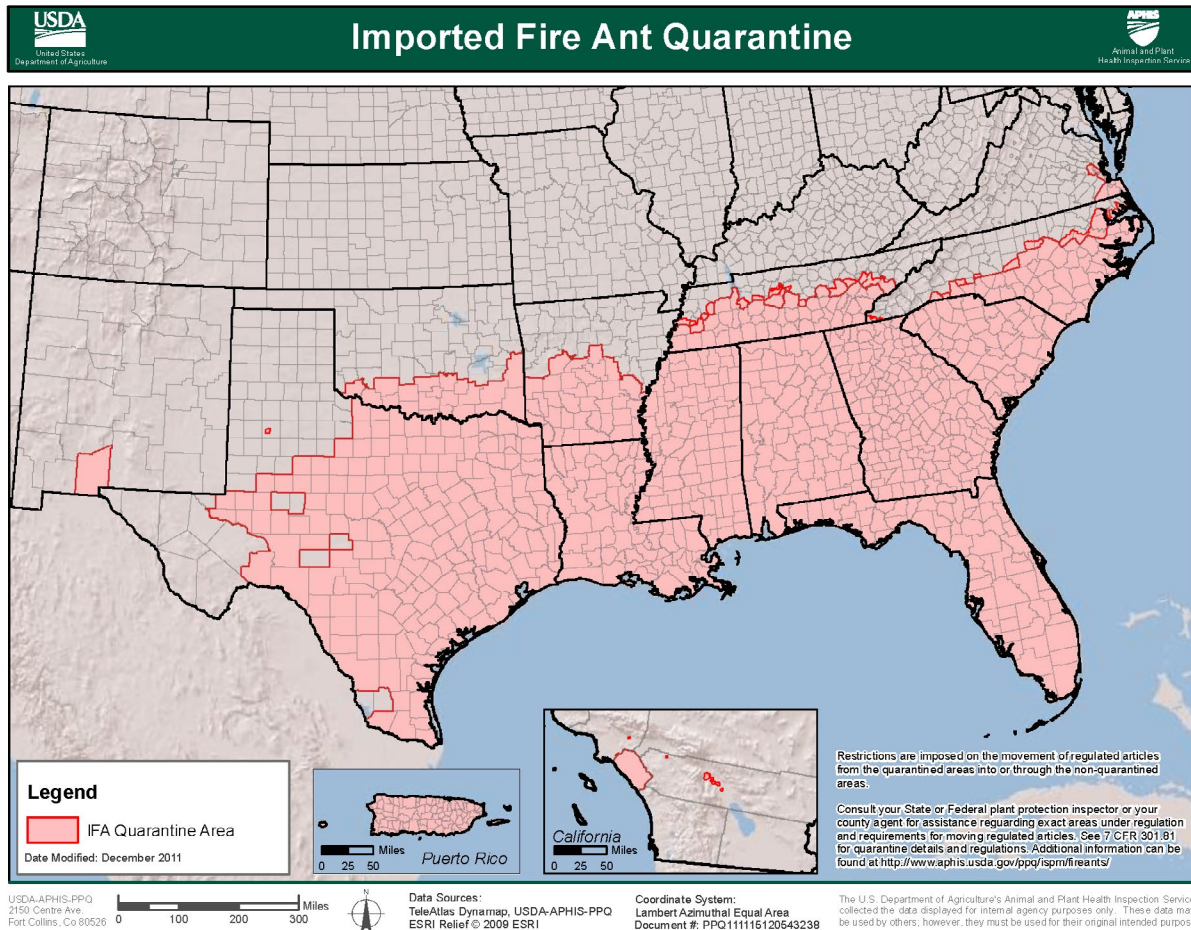 USDA
United States
Department of Agriculture
Imported Fire Ant Quarantine
APHIS
Animal and Plant
Health Inspection Service
Legend
IFA Quarantine Area
Date Modified: December 2011
Miles
0 25 50
Puerto Rico
California
Miles
0 25 50
Restrictions are imposed on the movement of regulated articles
from the quarantined areas into or through the non-quarantined
areas.
Consult your State or Federal plant protection inspector or your
county agent for assistance reguarding exact areas under regulation
and requirements for moving regulated articles. See 7 CFR 301.81
for quarantine details and regulations. Additional information can be
found at http://www.aphis.usda.gov/ppq/ispm/fireants/
USDA-APHIS-PPQ
2150 Centre Ave.
Fort Collins, Co 80526
Miles
0 50 100 200 300
N
Data Sources:
TeleAtlas Dynamap, USDA-APHIS-PPQ
ESRI Relief © 2009 ESRI
Coordinate System:
Lambert Azimuthal Equal Area
Document #: PPQ111115120543238
The U.S. Department of Agriculture's Animal and Plant Health Inspection Service
collected the data displayed for internal agency purposes only. These data may
be used by others; however, they must be used for their original intended purpose